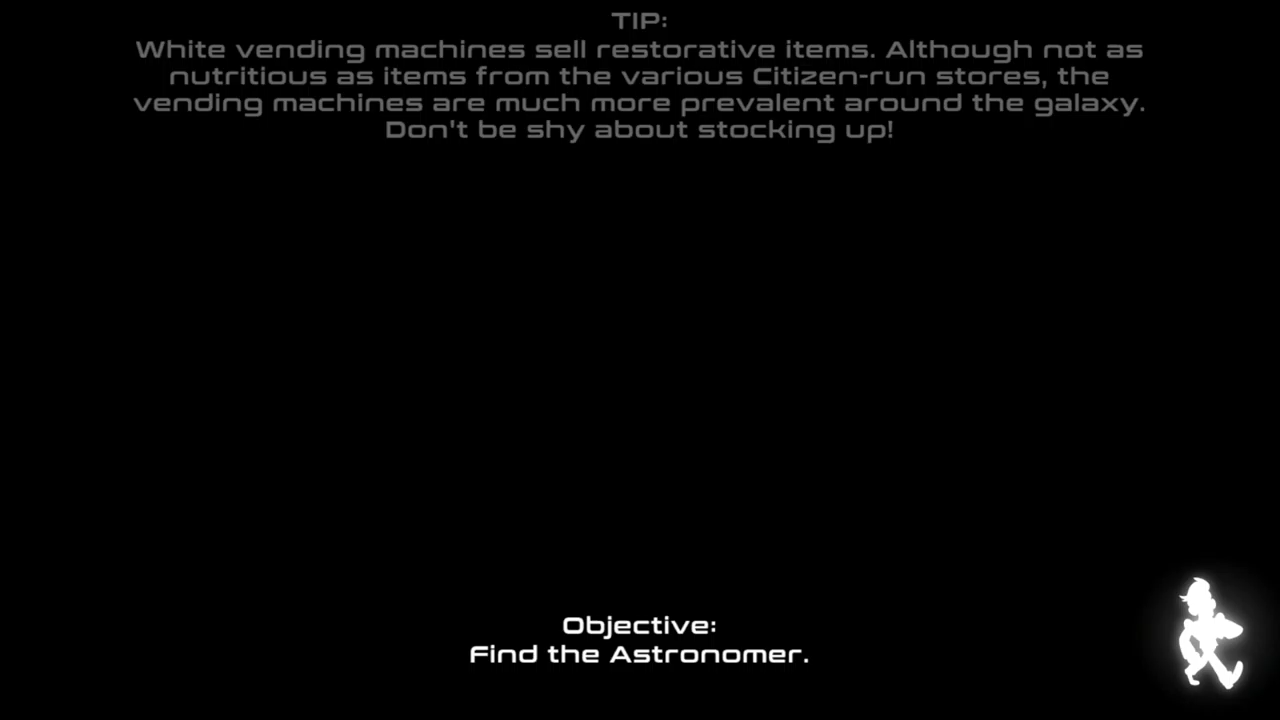 TIP:
White vending machines sell restorative items. Although not as
nutritious as items from the various Citizen-run stores, the
vending machines are much more prevalent around the galaxy.
Don't be shy about stocking up!
Objective:
Find the Astronomer.